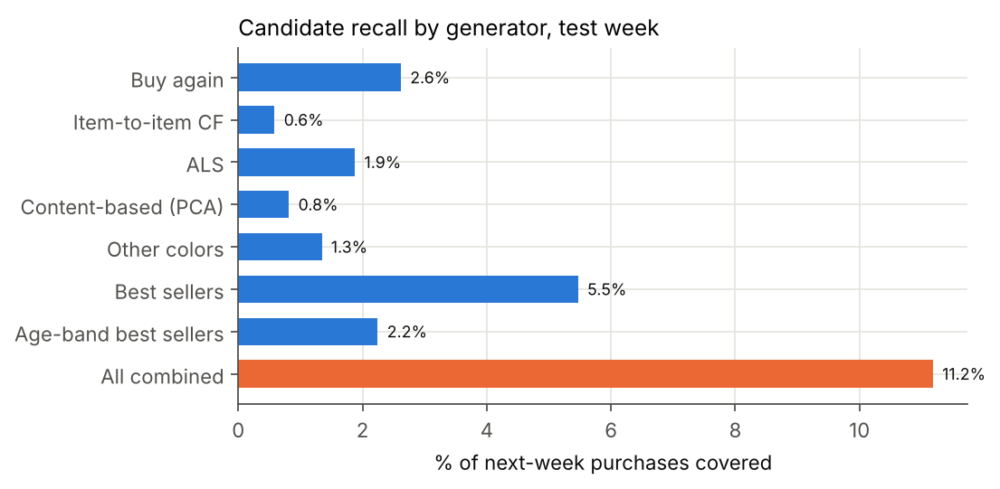 Candidate recall by generator, test week
Buy again
2.6%
Item-to-item CF
0.6%
ALS
1.9%
Content-based (PCA)
0.8%
Other colors
1.3%
Best sellers
5.5%
Age-band best sellers
2.2%
All combined
11.2%
0 2 4 6 8 10
% of next-week purchases covered